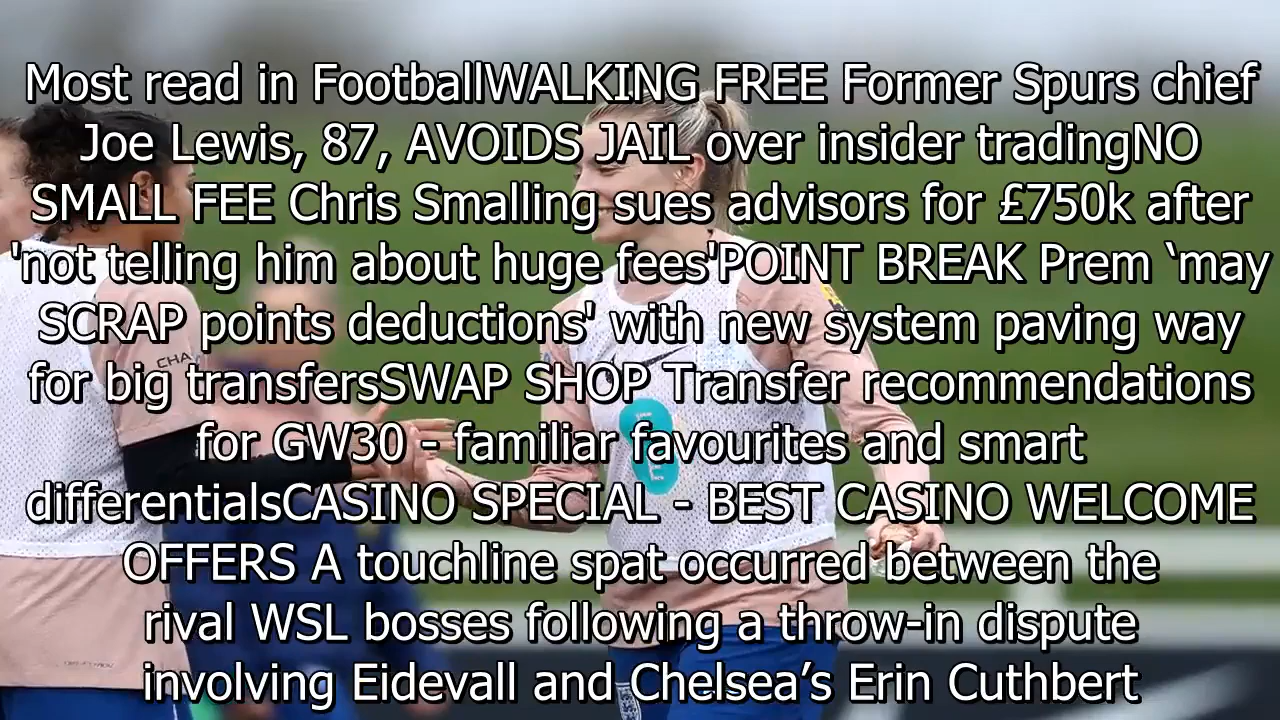 Most read in FootballWALKING FREE Former Spurs chief
Joe Lewis, 87, AVOIDS JAIL over insider tradingNO
SMALL FEE Chris Smalling sues advisors for £750k after
'not telling him about huge fees'POINT BREAK Prem ‘may
SCRAP points deductions' with new system paving way
for big transfersSWAP SHOP Transfer recommendations
for GW30 - familiar favourites and smart
differentialsCASINO SPECIAL - BEST CASINO WELCOME
OFFERS A touchline spat occurred between the
rival WSL bosses following a throw-in dispute
involving Eidevall and Chelsea’s Erin Cuthbert
CHA